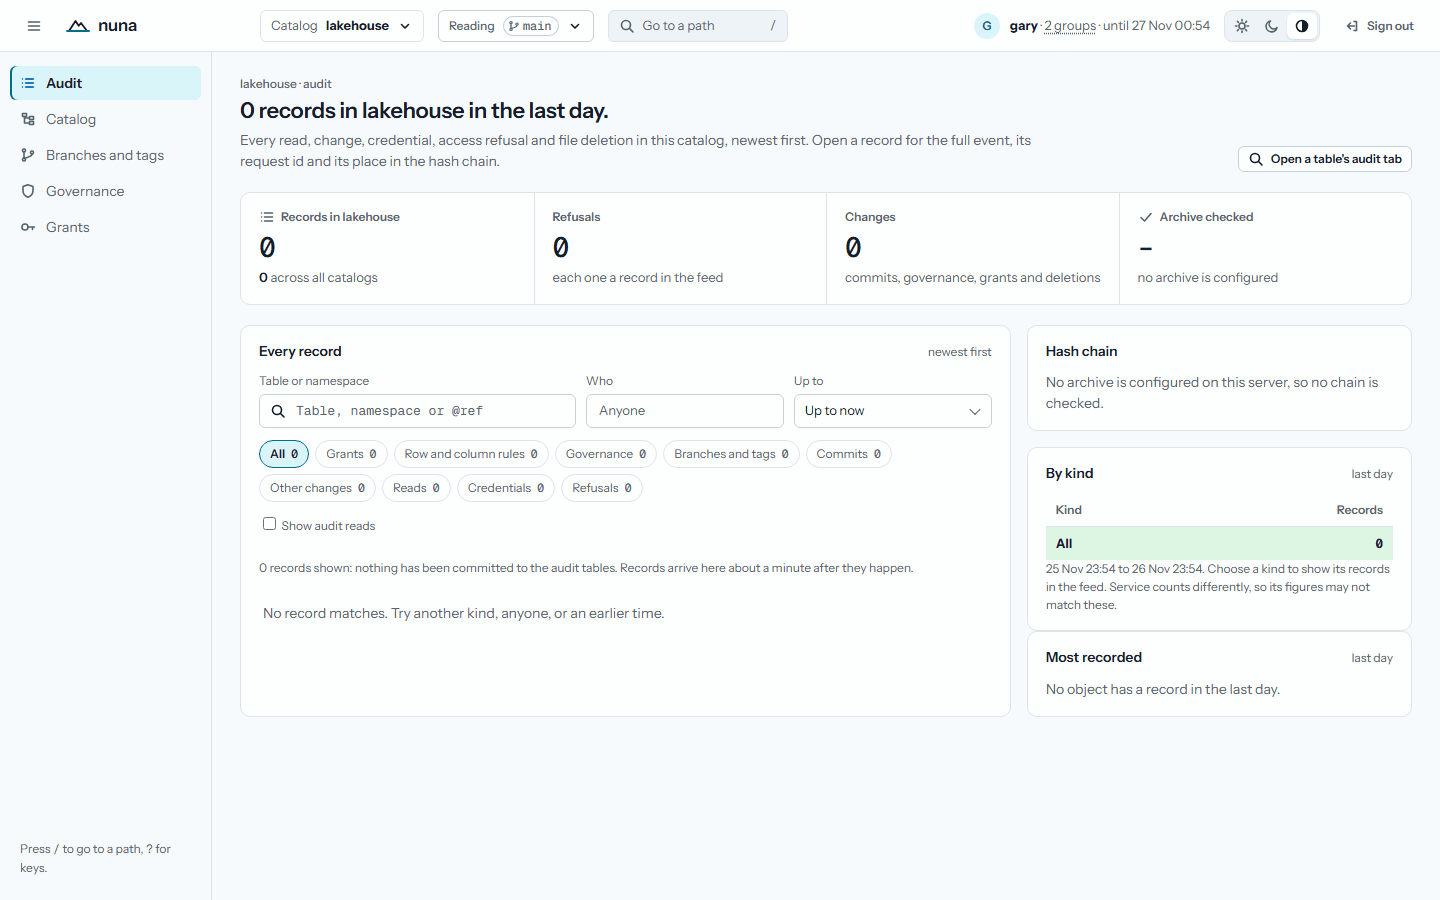 nuna
Catalog lakehouse
Reading main
Go to a path /
G gary · 2 groups · until 27 Nov 00:54
Sign out
Audit
Catalog
Branches and tags
Governance
Grants
Press / to go to a path, ? for
keys.
lakehouse · audit
0 records in lakehouse in the last day.
Every read, change, credential, access refusal and file deletion in this catalog, newest first. Open a record for the full event, its
request id and its place in the hash chain.
Open a table's audit tab
Records in lakehouse
0
0 across all catalogs
Refusals
0
each one a record in the feed
Changes
0
commits, governance, grants and deletions
Archive checked
–
no archive is configured
Every record
newest first
Table or namespace
Who
Up to
Table, namespace or @ref
Anyone
Up to now
All 0
Grants 0
Row and column rules 0
Governance 0
Branches and tags 0
Commits 0
Other changes 0
Reads 0
Credentials 0
Refusals 0
Show audit reads
0 records shown: nothing has been committed to the audit tables. Records arrive here about a minute after they happen.
No record matches. Try another kind, anyone, or an earlier time.
Hash chain
No archive is configured on this server, so no chain is
checked.
By kind
last day
Kind Records
All 0
25 Nov 23:54 to 26 Nov 23:54. Choose a kind to show its records
in the feed. Service counts differently, so its figures may not
match these.
Most recorded
last day
No object has a record in the last day.